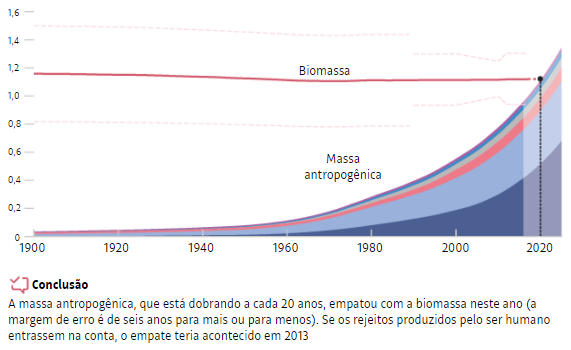 1,6
1,4
1,2
1,0
0,8
0,6
0,4
0,2
0
Biomassa
Massa
antropogênica
1900 1920 1940 1960 1980 2000 2020
Conclusão
A massa antropogênica, que está dobrando a cada 20 anos, empatou com a biomassa neste ano (a
margem de erro é de seis anos para mais ou para menos). Se os rejeitos produzidos pelo ser humano
entrassem na conta, o empate teria acontecido em 2013